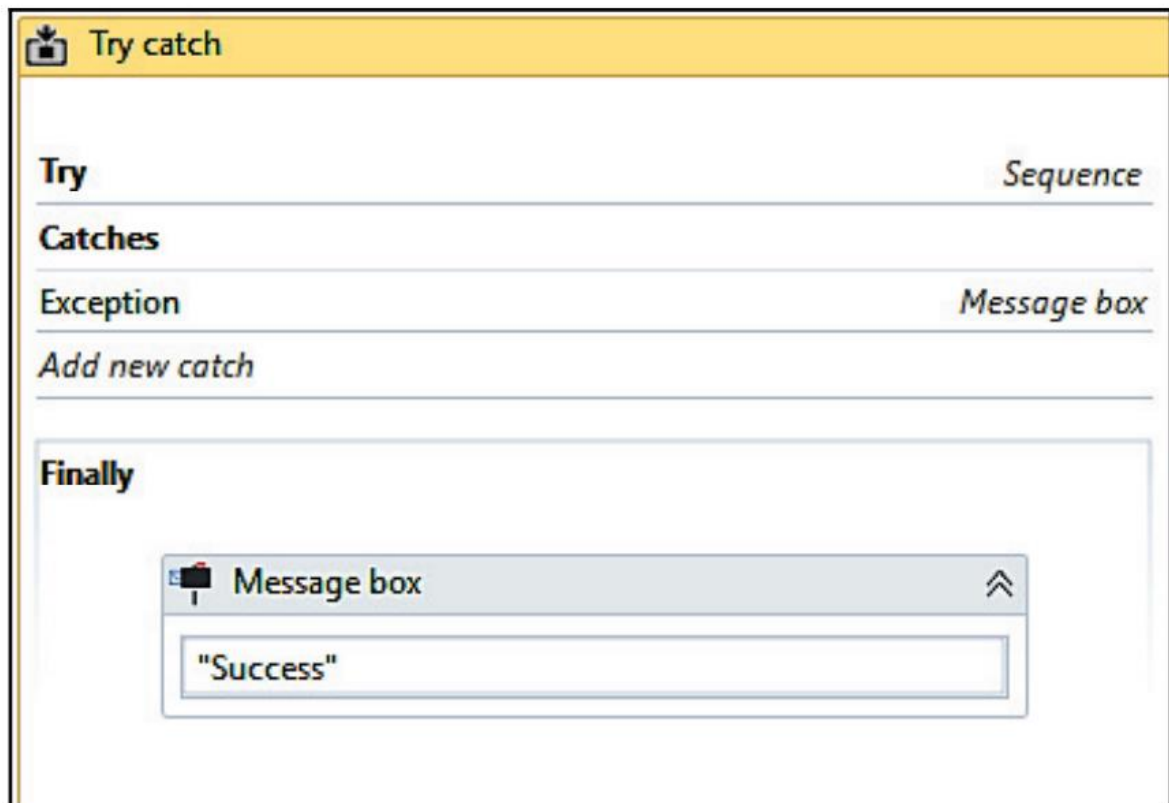 Try catch
Try Sequence
Catches
Exception Message box
Add new catch
Finally
Message box
"Success"